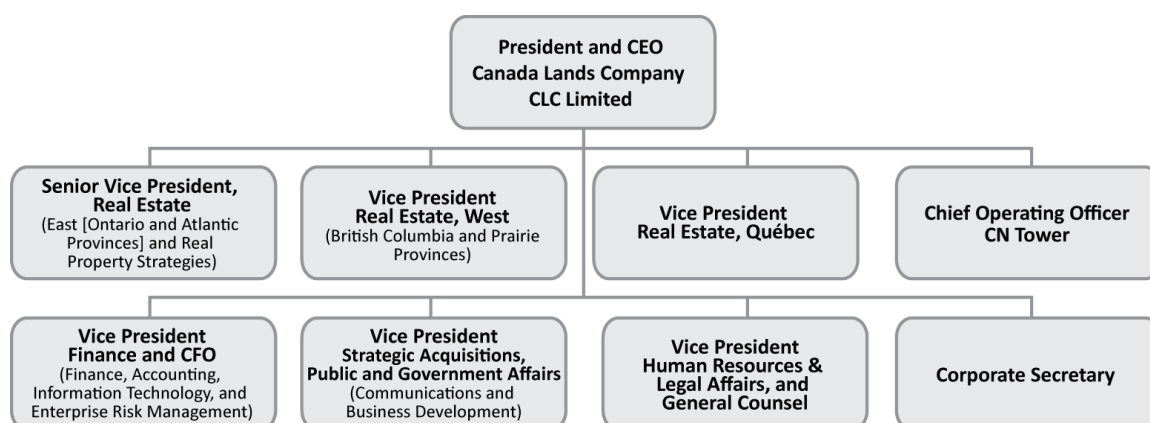 President and CEO
Canada Lands Company
CLC Limited
Senior Vice President,
Real Estate
(East [Ontario and Atlantic
Provinces] and Real
Property Strategies)
Vice President
Real Estate, West
(British Columbia and Prairie
Provinces)
Vice President
Real Estate, Québec
Chief Operating Officer
CN Tower
Vice President
Finance and CFO
(Finance, Accounting,
Information Technology, and
Enterprise Risk Management)
Vice President
Strategic Acquisitions,
Public and Government Affairs
(Communications and
Business Development)
Vice President
Human Resources &
Legal Affairs, and
General Counsel
Corporate Secretary